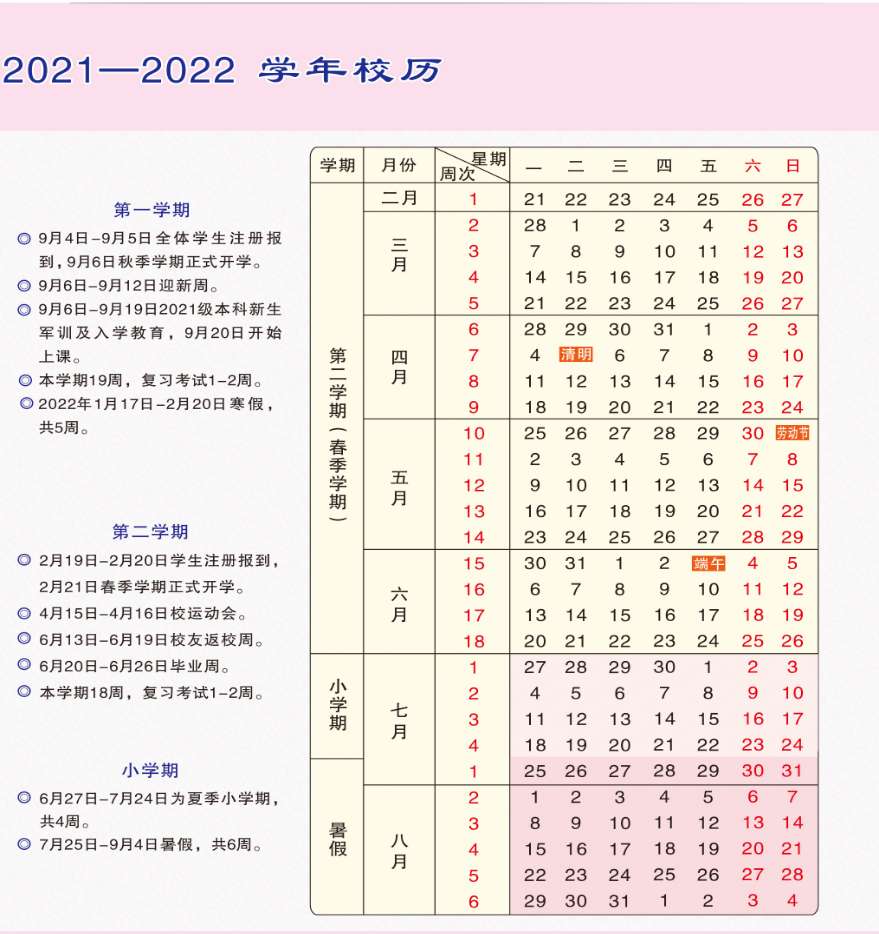 2021—2022 学年校历
第一学期
◎ 9月4日-9月5日全体学生注册报
到,9月6日秋季学期正式开学。
◎ 9月6日-9月12日迎新周。
◎ 9月6日-9月19日2021级本科新生
军训及入学教育，9月20日开始
上课。
◎ 本学期19周，复习考试1-2周。
◎ 2022年1月17日-2月20日寒假，
共5周。
第二学期
◎ 2月19日-2月20日学生注册报到，
2月21日春季学期正式开学。
◎ 4月15日-4月16日校运动会。
◎ 6月13日-6月19日校友返校周。
◎ 6月20日-6月26日毕业周。
◎ 本学期18周，复习考试1-2周。
小学期
◎ 6月27日-7月24日为夏季小学期，
共4周。
◎ 7月25日-9月4日暑假，共6周。
学期 月份 星期 周次 一 二 三 四 五 六 日
第二学期(春季学期)
二月 1 21 22 23 24 25 26 27
三月 2 28 1 2 3 4 5 6
3 7 8 9 10 11 12 13
4 14 15 16 17 18 19 20
5 21 22 23 24 25 26 27
四月 6 28 29 30 31 1 2 3
7 4 清明 6 7 8 9 10
8 11 12 13 14 15 16 17
9 18 19 20 21 22 23 24
五月 10 25 26 27 28 29 30 劳动节
11 2 3 4 5 6 7 8
12 9 10 11 12 13 14 15
13 16 17 18 19 20 21 22
14 23 24 25 26 27 28 29
六月 15 30 31 1 2 端午 4 5
16 6 7 8 9 10 11 12
17 13 14 15 16 17 18 19
18 20 21 22 23 24 25 26
小学期 七月 1 27 28 29 30 1 2 3
2 4 5 6 7 8 9 10
3 11 12 13 14 15 16 17
4 18 19 20 21 22 23 24
暑假 1 25 26 27 28 29 30 31
八月 2 1 2 3 4 5 6 7
3 8 9 10 11 12 13 14
4 15 16 17 18 19 20 21
5 22 23 24 25 26 27 28
6 29 30 31 1 2 3 4